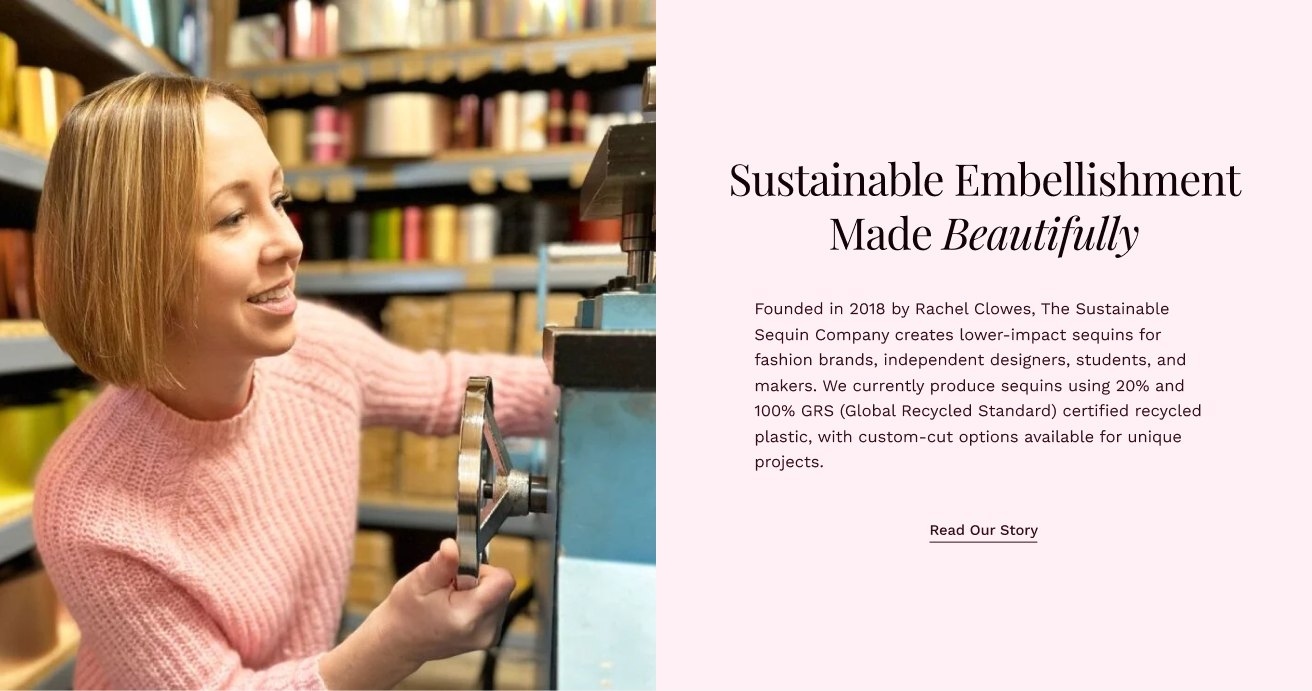 Sustainable Embellishment
Made Beautifully
Founded in 2018 by Rachel Clowes, The Sustainable
Sequin Company creates lower-impact sequins for
fashion brands, independent designers, students, and
makers. We currently produce sequins using 20% and
100% GRS (Global Recycled Standard) certified recycled
plastic, with custom-cut options available for unique
projects.
Read Our Story